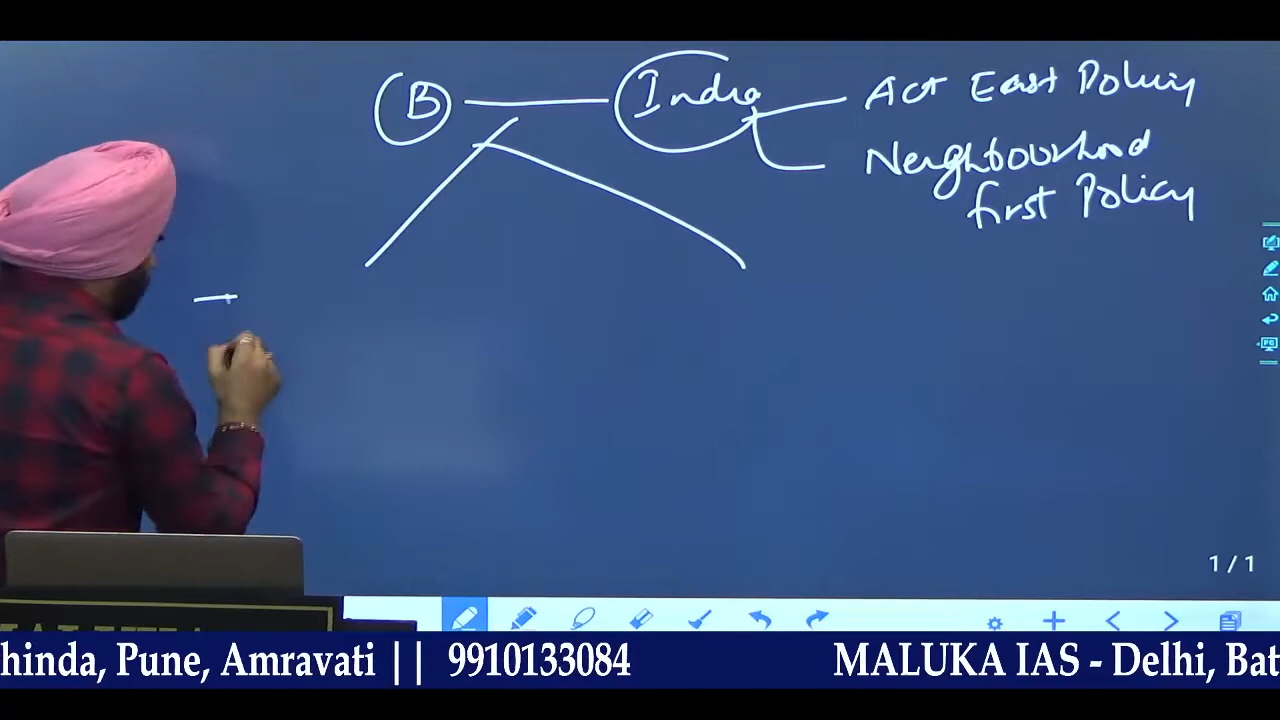 B India Act East Policy
Neighbourhood
first Policy
1/1
hinda, Pune, Amravati || 9910133084 MALUKA IAS - Delhi, Bat